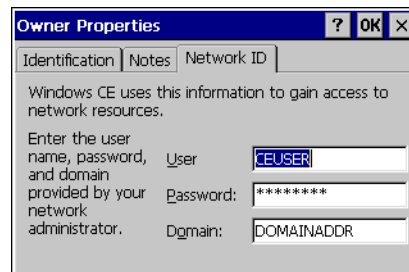 Owner Properties ? OK ×
Identification Notes Network ID
Windows CE uses this information to gain access to
network resources.
Enter the user
name, password,
and domain
provided by your
network
administrator.
User CEUSER
Password: ********
Domain: DOMAINADDR